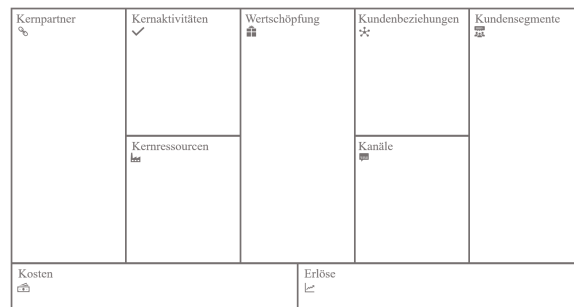 Kernpartner
Kernaktivitäten
Wertschöpfung
Kundenbeziehungen
Kundensegmente
Kernressourcen
Kanäle
Kosten
Erlöse